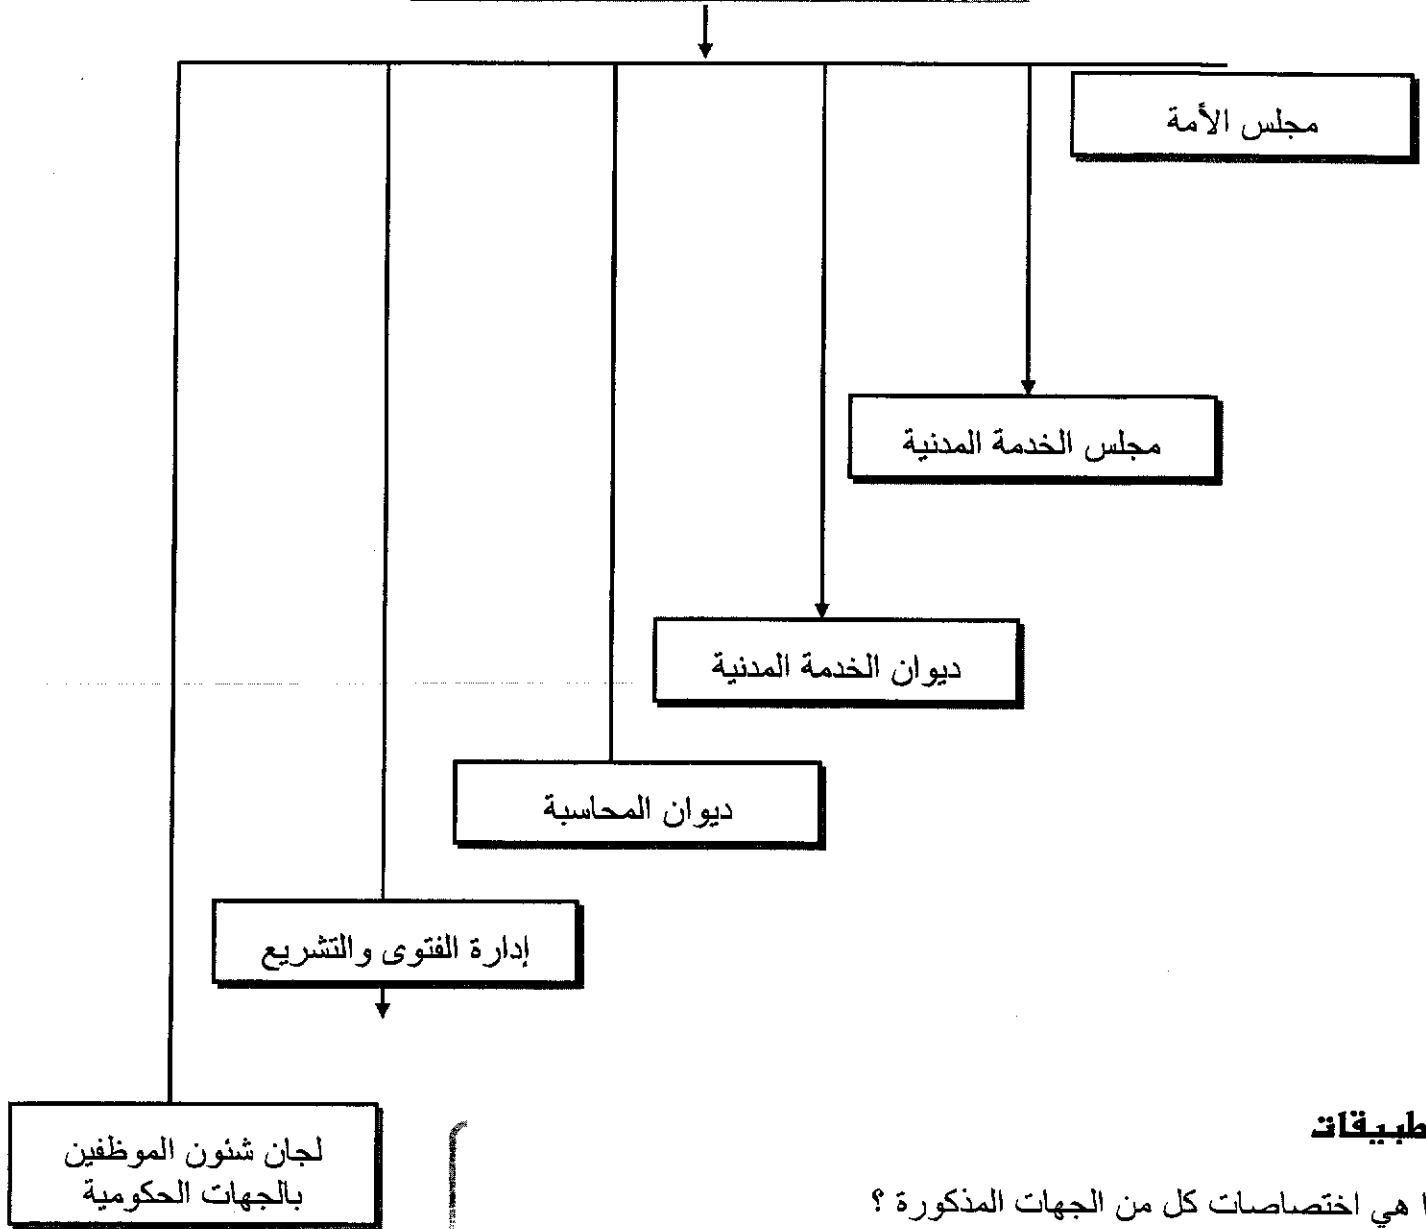 مجلس الأمة
مجلس الخدمة المدنية
ديوان الخدمة المدنية
ديوان المحاسبة
إدارة الفتوى والتشريع
لجان شئون الموظفين
بالجهات الحكومية
طبيقات
ا هي اختصاصات كل من الجهات المذكورة ؟